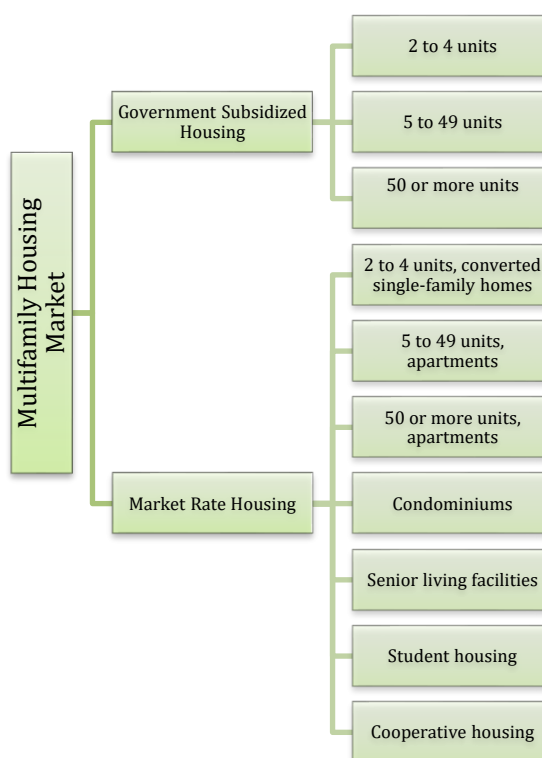 Multifamily Housing
Market
Government Subsidized
Housing
2 to 4 units
5 to 49 units
50 or more units
Market Rate Housing
2 to 4 units, converted
single-family homes
5 to 49 units,
apartments
50 or more units,
apartments
Condominiums
Senior living facilities
Student housing
Cooperative housing